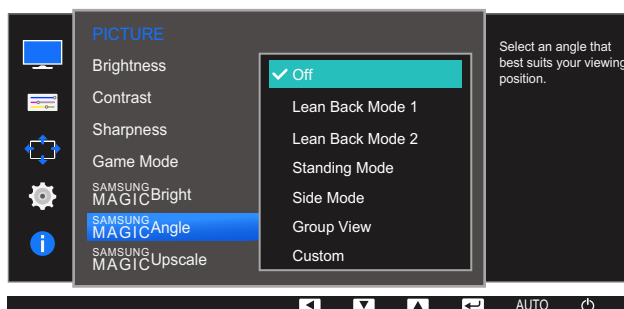 PICTURE
Brightness
Contrast
Sharpness
Game Mode
SAMSUNG
MAGIC Bright
SAMSUNG
MAGIC Angle
SAMSUNG
MAGIC Upscale
Off
Lean Back Mode 1
Lean Back Mode 2
Standing Mode
Side Mode
Group View
Custom
Select an angle that
best suits your viewing
position.
AUTO